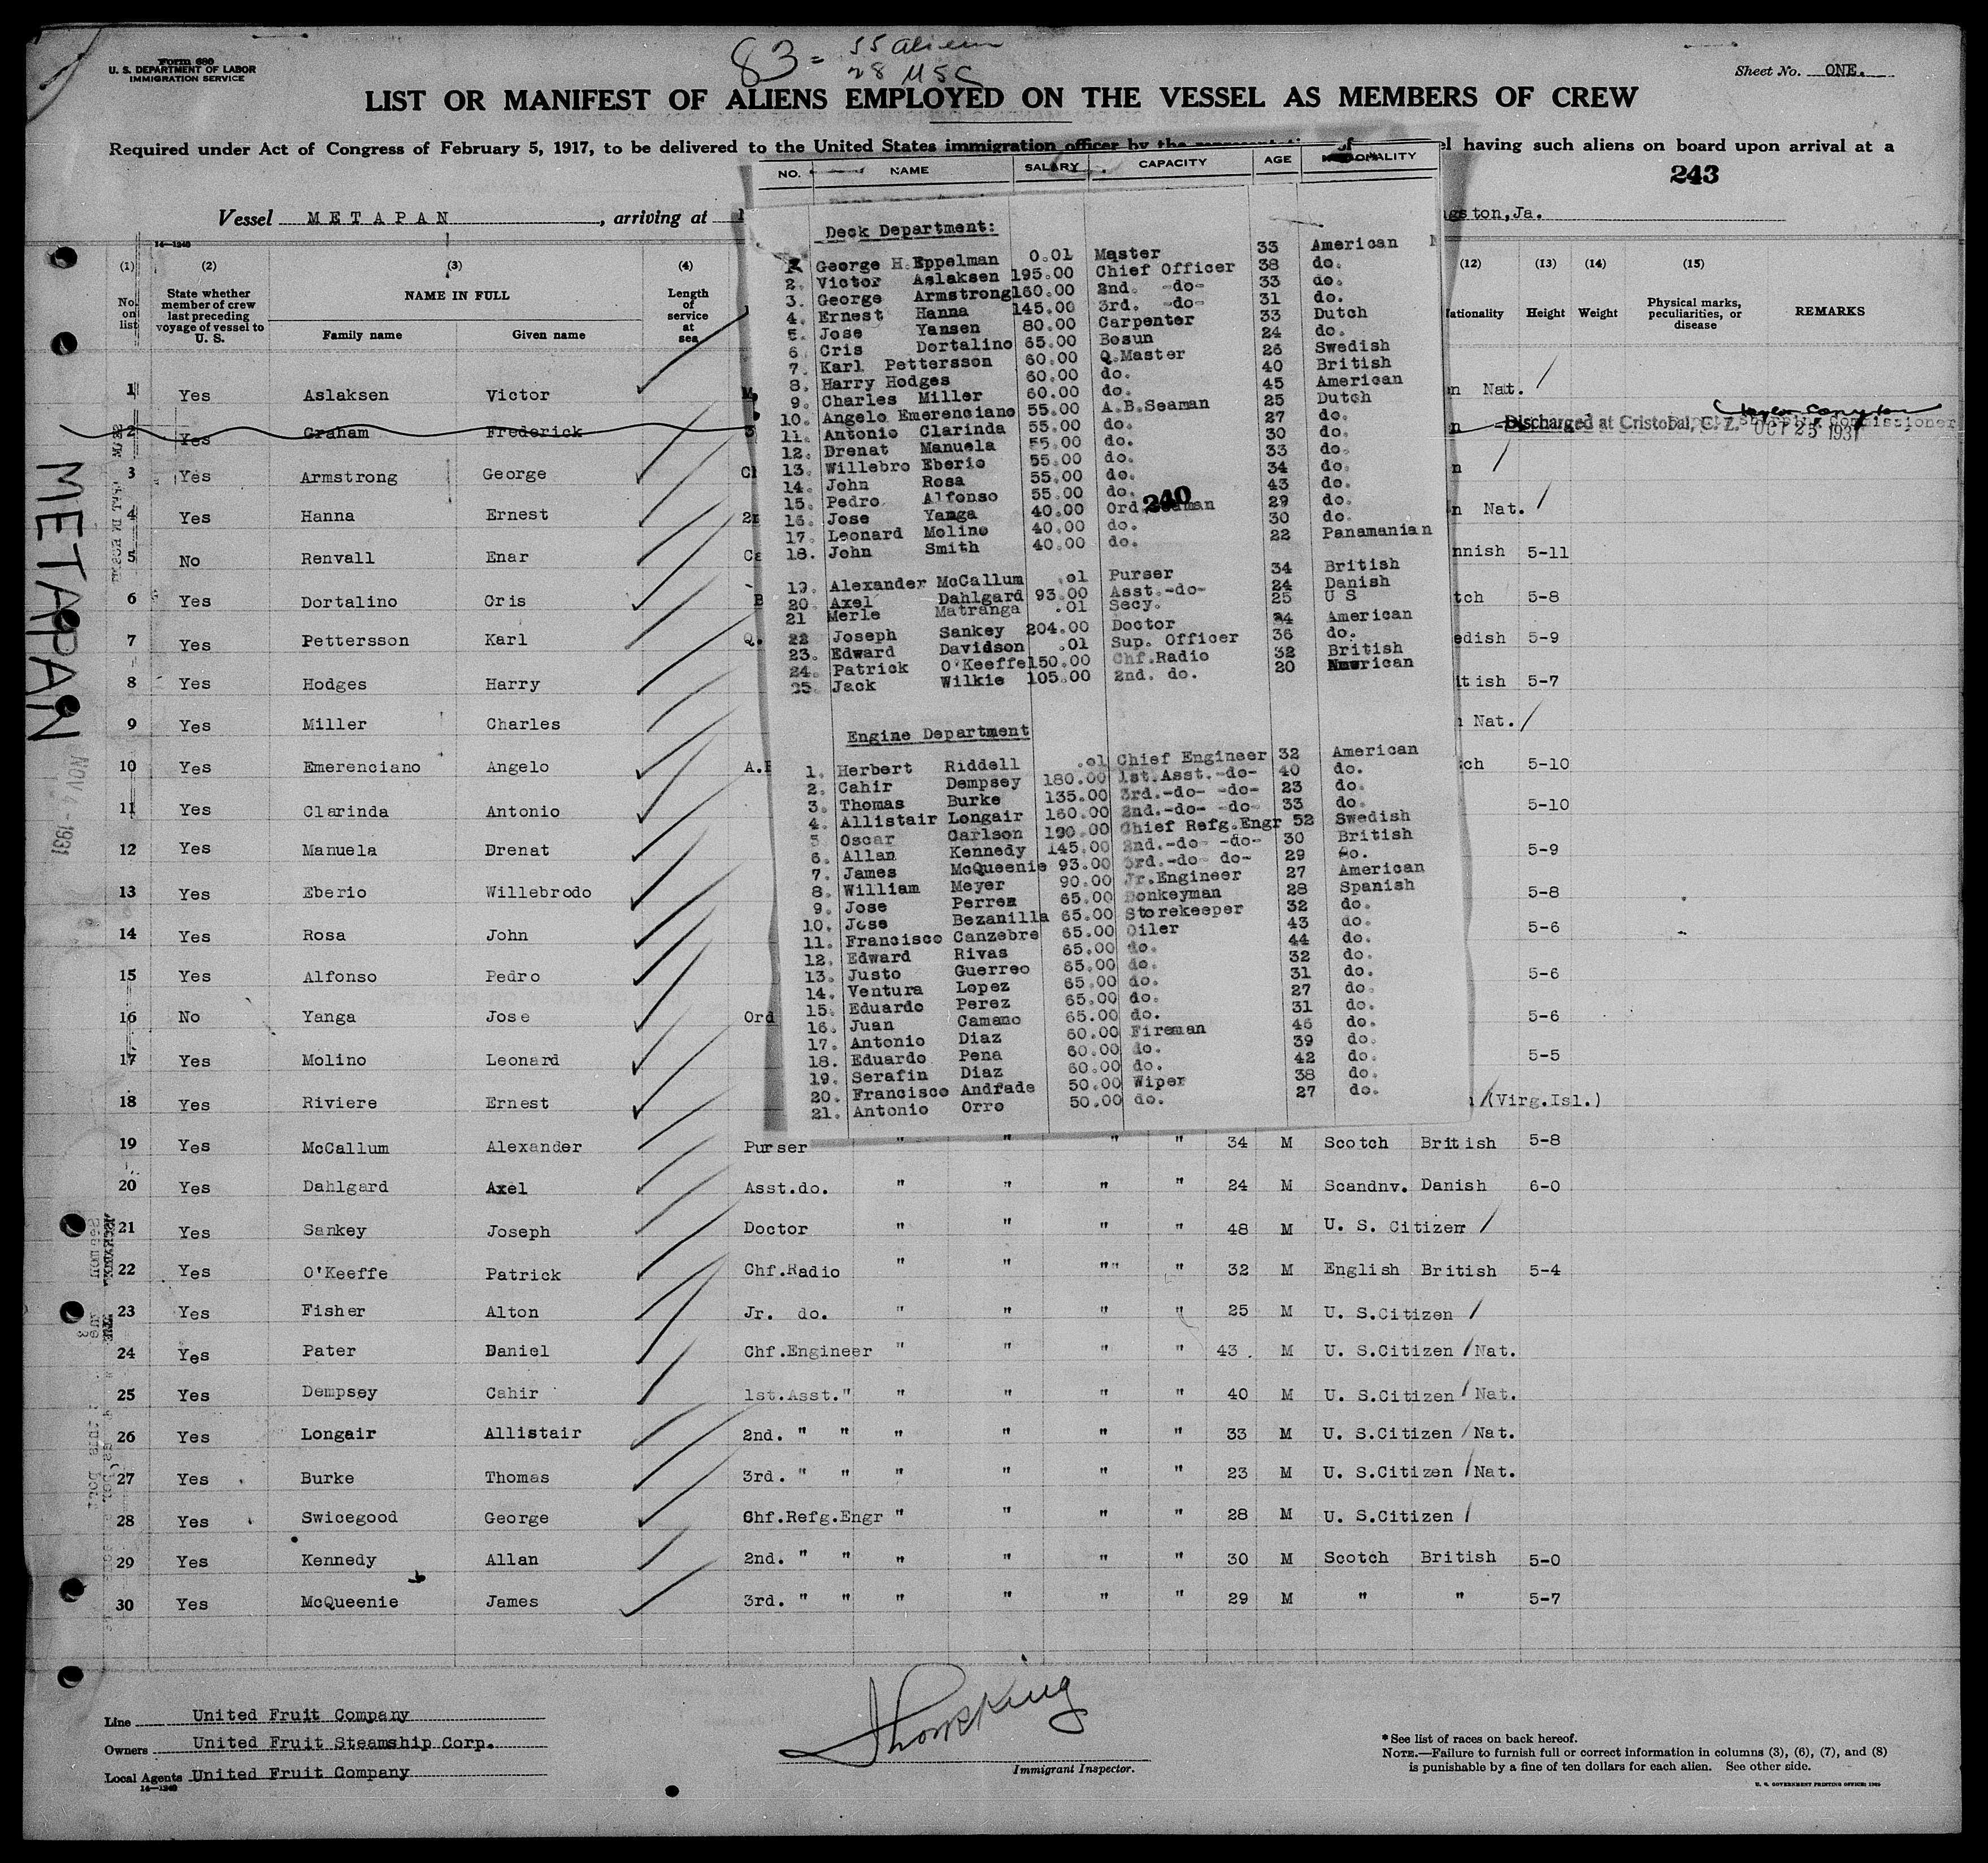 Form 680
U. S. DEPARTMENT OF LABOR
IMMIGRATION SERVICE
83 = 55 Aliens
28 USC
Sheet No. ONE.
LIST OR MANIFEST OF ALIENS EMPLOYED ON THE VESSEL AS MEMBERS OF CREW
Required under Act of Congress of February 5, 1917, to be delivered to the United States immigration officer by the having such aliens on board upon arrival at a
243
Vessel METAPAN, arriving at
gston,Ja.
14-1240
(1) (2) (3) (4) (12) (13) (14) (15)
No. on list
State whether member of crew last preceding voyage of vessel to U. S.
NAME IN FULL
Family name Given name
Length of service at sea
Nationality Height Weight Physical marks, peculiarities, or disease REMARKS
1 Yes Aslaksen Victor Nat.
2 Yes Graham Frederick Discharged at Cristobal, C. Z. OCT 25 1931 Commissioner
3 Yes Armstrong George
4 Yes Hanna Ernest Nat.
5 No Renvall Enar nnish 5-11
6 Yes Dortalino Cris tch 5-8
7 Yes Pettersson Karl Q. edish 5-9
8 Yes Hodges Harry itish 5-7
9 Yes Miller Charles Nat.
10 Yes Emerenciano Angelo ch 5-10
11 Yes Clarinda Antonio 5-10
12 Yes Manuela Drenat 5-9
13 Yes Eberio Willebrodo 5-8
14 Yes Rosa John 5-6
15 Yes Alfonso Pedro 5-6
16 No Yanga Jose Ord 5-6
17 Yes Molino Leonard 5-5
18 Yes Riviere Ernest (Virg.Isl.)
19 Yes McCallum Alexander Purser " " " " 34 M Scotch British 5-8
20 Yes Dahlgard Axel Asst.do. " " " " 24 M Scandnv. Danish 6-0
21 Yes Sankey Joseph Doctor " " " " 48 M U. S. Citizen
22 Yes O'Keeffe Patrick Chf.Radio " " "" " 32 M English British 5-4
23 Yes Fisher Alton Jr. do. " " " " 25 M U. S.Citizen
24 Yes Pater Daniel Chf.Engineer " " " " 43 . M U. S.Citizen Nat.
25 Yes Dempsey Cahir 1st.Asst." " " " " 40 M U. S.Citizen Nat.
26 Yes Longair Allistair 2nd. " " " " " " 33 M U. S.Citizen Nat.
27 Yes Burke Thomas 3rd. " " " " " " 23 M U. S.Citizen Nat.
28 Yes Swicegood George Chf.Refg.Engr " " " " 28 M U. S.Citizen
29 Yes Kennedy Allan 2nd. " " " " " " 30 M Scotch British 5-0
30 Yes McQueenie James 3rd. " " " " " " 29 M " " 5-7
NO. NAME SALARY CAPACITY AGE NATIONALITY
Deck Department:
1. George H.Eppelman 0.01 Master 33 American
2. Victor Aslaksen 195.00 Chief Officer 38 do.
3. George Armstrong 160.00 2nd. -do- 33 do.
4. Ernest Hanna 145.00 3rd. -do- 31 do.
5. Jose Yansen 80.00 Carpenter 33 Dutch
6. Cris Dortalino 65.00 Bosun 24 do.
7. Karl Pettersson 60.00 Q.Master 26 Swedish
8. Harry Hodges 60.00 do. 40 British
9. Charles Miller 60.00 do. 45 American
10. Angelo Emerenciano 55.00 A.B.Seaman 25 Dutch
11. Antonio Clarinda 55.00 do. 27 do.
12. Drenat Manuela 55.00 do. 30 do.
13. Willebro Eberio 55.00 do. 33 do.
14. John Rosa 55.00 do. 34 do.
15. Pedro Alfonso 55.00 do. 43 do.
16. Jose Yanga 40.00 Ord. Seaman 29 do.
240
17. Leonard Molino 40.00 do. 30 do.
18. John Smith 40.00 do. 22 Panamanian
19. Alexander McCallum .01 Purser 34 British
20. Axel Dahlgard 93.00 Asst.-do- 24 Danish
21 Merle Matranga .01 Secy. 25 U S
22 Joseph Sankey 204.00 Doctor 34 American
23. Edward Davidson .01 Sup. Officer 36 do.
24. Patrick O'Keeffe 150.00 Chf.Radio 32 British
25. Jack Wilkie 105.00 2nd. do. 20 American
Engine Department
1. Herbert Riddell .01 Chief Engineer 32 American
2. Cahir Dempsey 180.00 1st.Asst.-do- 40 do.
3. Thomas Burke 135.00 3rd.-do- -do- 23 do.
4. Allistair Longair 160.00 2nd.-do- -do- 33 do.
5 Oscar Carlson 190.00 Chief Refg.Engr 52 Swedish
6. Allan Kennedy 145.00 2nd.-do- -do- 30 British
7. James McQueenie 93.00 3rd.-do- do- 29 do.
8. William Meyer 90.00 Jr.Engineer 27 American
9. Jose Perrez 65.00 Donkeyman 28 Spanish
10. Jose Bezanilla 65.00 Storekeeper 32 do.
11. Francisco Canzebre 65.00 Oiler 43 do.
12. Edward Rivas 65.00 do. 44 do.
13. Justo Guerreo 65.00 do. 32 do.
14. Ventura Lopez 65.00 do. 31 do.
15. Eduardo Perez 65.00 do. 27 do.
16. Juan Camano 65.00 do. 31 do.
17. Antonio Diaz 60.00 Fireman 46 do.
18. Eduardo Pena 60.00 do. 39 do.
19. Serafin Diaz 60.00 do. 42 do.
20. Francisco Andrade 50.00 Wiper 38 do.
21. Antonio Orro 50.00 do. 27 do.
METAPAN
NOV 4 - 1931
Line United Fruit Company
Owners United Fruit Steamship Corp.
Local Agents United Fruit Company
14-1240
Immigrant Inspector.
*See list of races on back hereof.
NOTE.—Failure to furnish full or correct information in columns (3), (6), (7), and (8)
is punishable by a fine of ten dollars for each alien. See other side.
U. S. GOVERNMENT PRINTING OFFICE: 1929